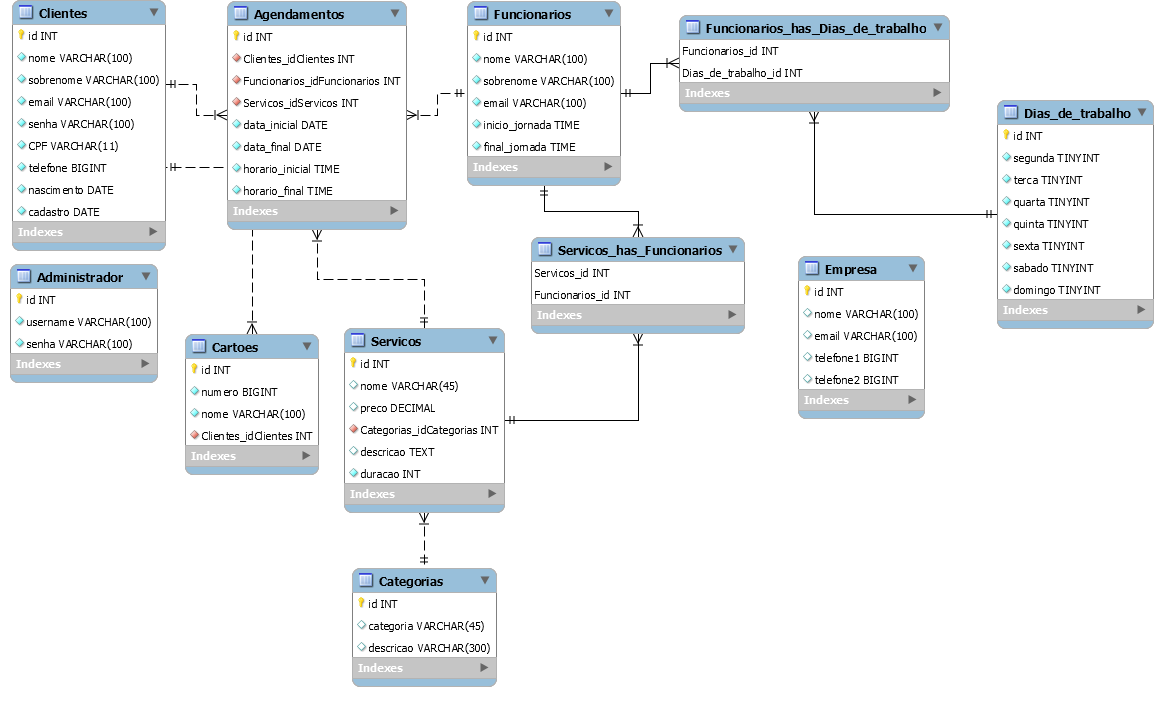 Clientes
id INT
nome VARCHAR(100)
sobrenome VARCHAR(100)
email VARCHAR(100)
senha VARCHAR(100)
CPF VARCHAR(11)
telefone BIGINT
nascimento DATE
cadastro DATE
Indexes
Agendamentos
id INT
Clientes_idClientes INT
Funcionarios_idFuncionarios INT
Servicos_idServicos INT
data_inicial DATE
data_final DATE
horario_inicial TIME
horario_final TIME
Indexes
Funcionarios
id INT
nome VARCHAR(100)
sobrenome VARCHAR(100)
email VARCHAR(100)
inicio_jornada TIME
final_jornada TIME
Indexes
Funcionarios_has_Dias_de_trabalho
Funcionarios_id INT
Dias_de_trabalho_id INT
Indexes
Dias_de_trabalho
id INT
segunda TINYINT
terca TINYINT
quarta TINYINT
quinta TINYINT
sexta TINYINT
sabado TINYINT
domingo TINYINT
Indexes
Administrador
id INT
username VARCHAR(100)
senha VARCHAR(100)
Indexes
Cartoes
id INT
numero BIGINT
nome VARCHAR(100)
Clientes_idClientes INT
Indexes
Servicos
id INT
nome VARCHAR(45)
preco DECIMAL
Categorias_idCategorias INT
descricao TEXT
duracao INT
Indexes
Servicos_has_Funcionarios
Servicos_id INT
Funcionarios_id INT
Indexes
Empresa
id INT
nome VARCHAR(100)
email VARCHAR(100)
telefone1 BIGINT
telefone2 BIGINT
Indexes
Categorias
id INT
categoria VARCHAR(45)
descricao VARCHAR(300)
Indexes